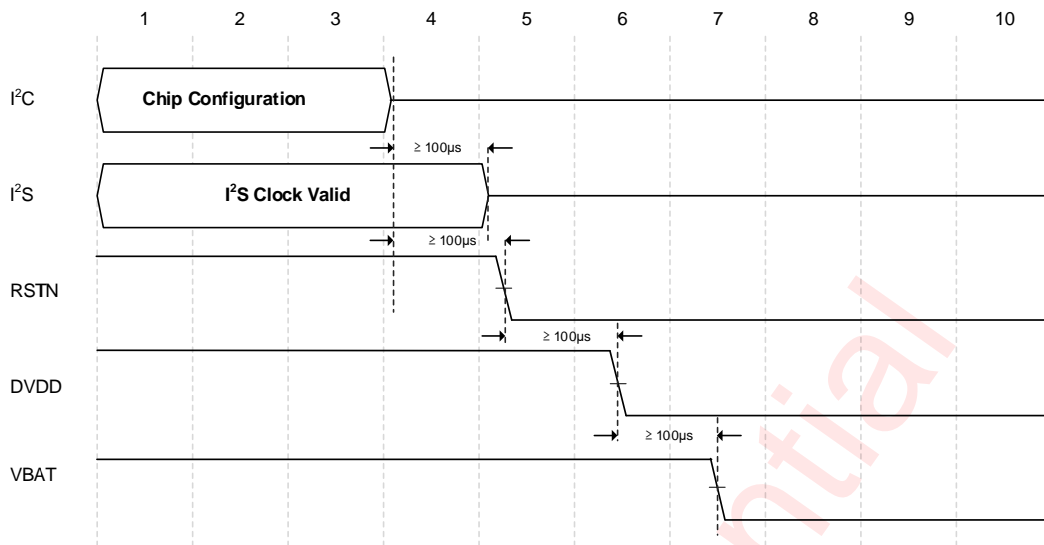 1 2 3 4 5 6 7 8 9 10
I²C
Chip Configuration
≥ 100μs
I²S
I²S Clock Valid
≥ 100μs
RSTN
≥ 100μs
DVDD
≥ 100μs
VBAT
ntial